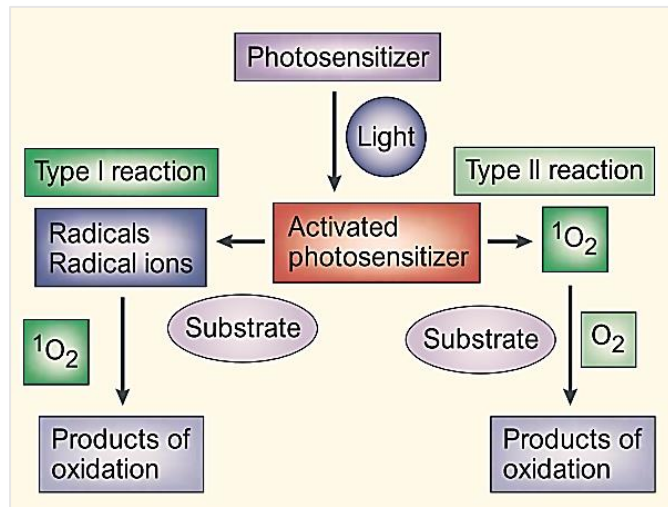 Photosensitizer
Light
Type I reaction
Type II reaction
Radicals
Radical ions
Activated
photosensitizer
¹O₂
Substrate
Substrate
¹O₂
O₂
Products of
oxidation
Products of
oxidation